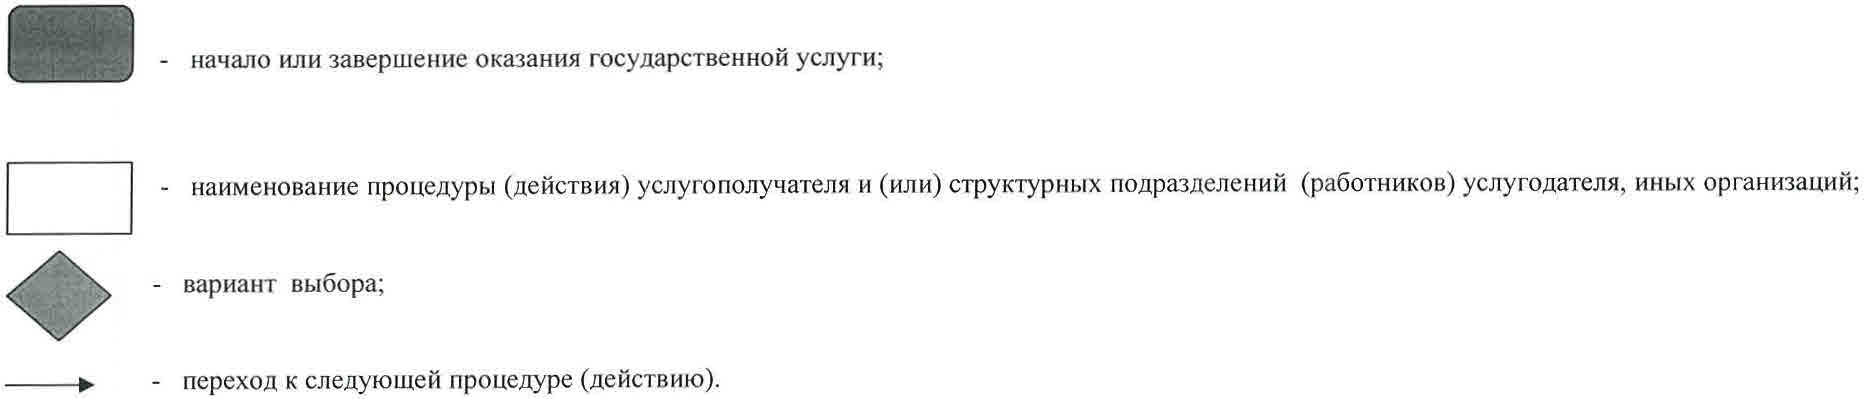 - начало или завершение оказания государственной услуги;
- наименование процедуры (действия) услугополучателя и (или) структурных подразделений (работников) услугодателя, иных организаций;
- вариант выбора;
- переход к следующей процедуре (действию).